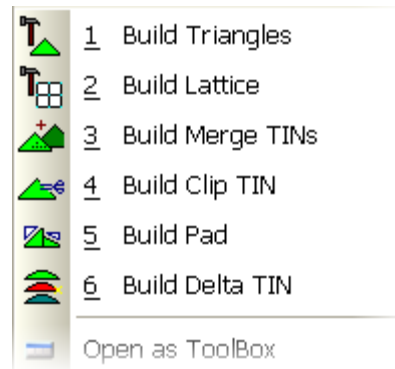 1 Build Triangles
2 Build Lattice
3 Build Merge TINs
4 Build Clip TIN
5 Build Pad
6 Build Delta TIN
Open as ToolBox